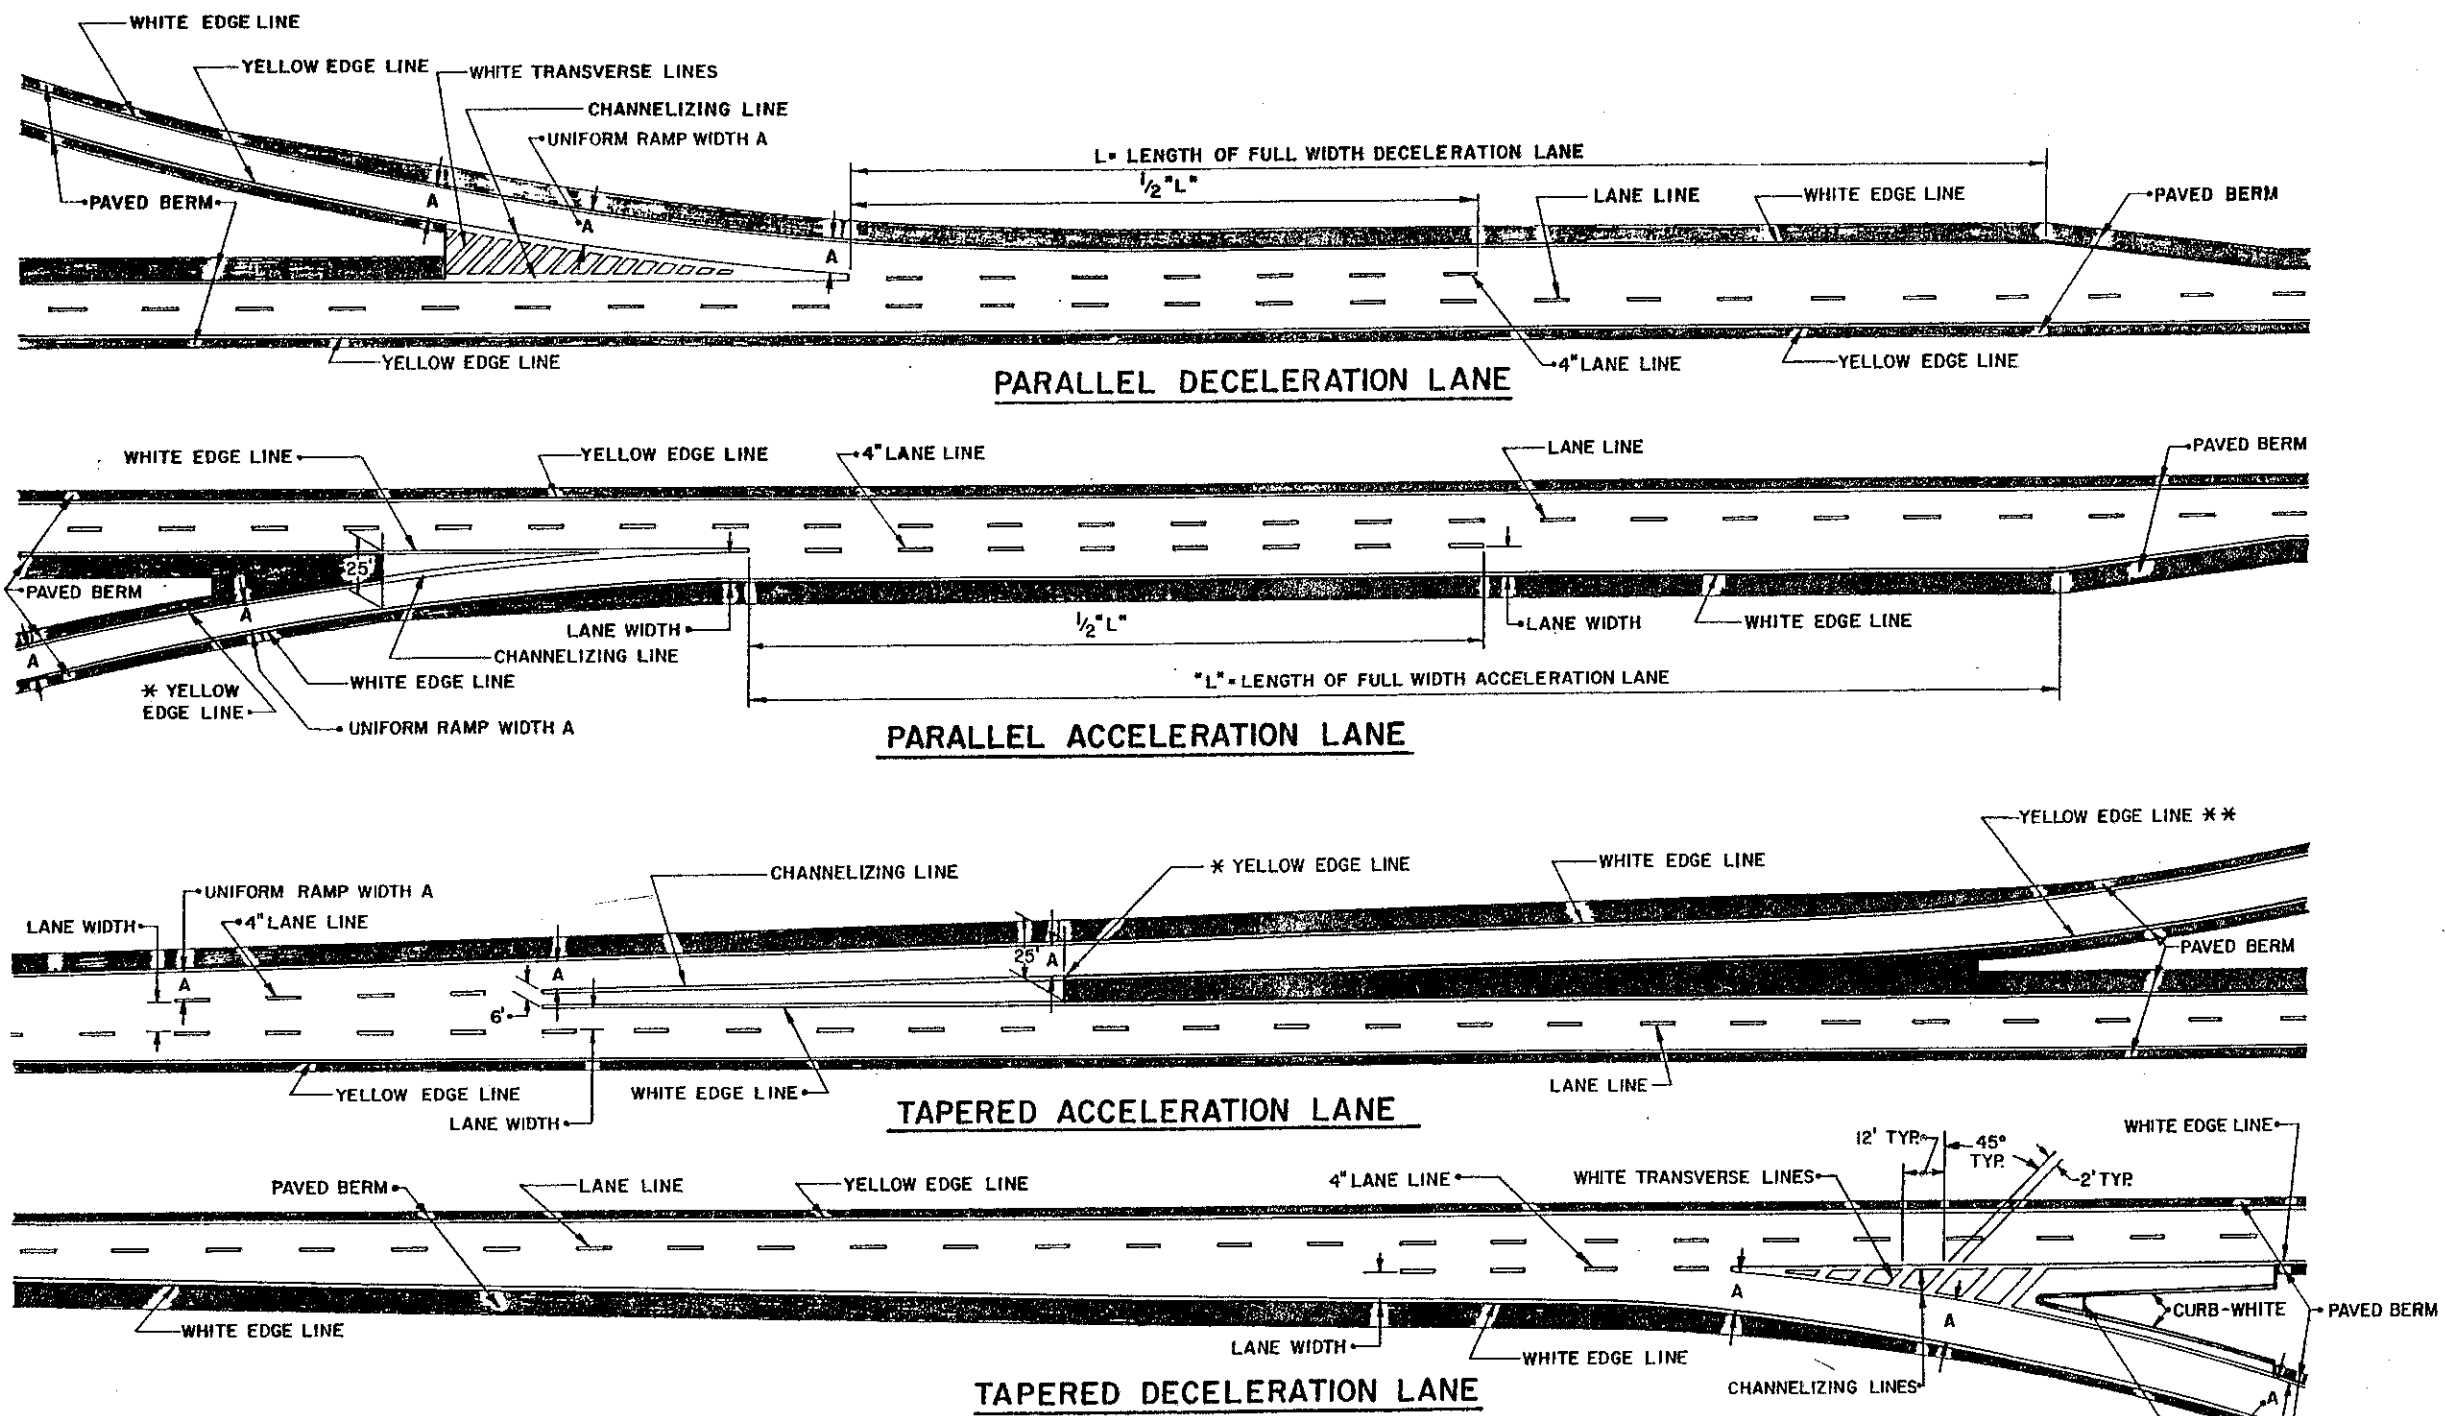 WHITE EDGE LINE
YELLOW EDGE LINE
WHITE TRANSVERSE LINES
CHANNELIZING LINE
UNIFORM RAMP WIDTH A
L= LENGTH OF FULL WIDTH DECELERATION LANE
1/2 "L"
LANE LINE
WHITE EDGE LINE
PAVED BERM
PAVED BERM
A
A
A
YELLOW EDGE LINE
4" LANE LINE
YELLOW EDGE LINE
PARALLEL DECELERATION LANE
WHITE EDGE LINE
YELLOW EDGE LINE
4" LANE LINE
LANE LINE
PAVED BERM
25'
PAVED BERM
A
A
LANE WIDTH
1/2 "L"
LANE WIDTH
WHITE EDGE LINE
CHANNELIZING LINE
WHITE EDGE LINE
* YELLOW
EDGE LINE
"L" = LENGTH OF FULL WIDTH ACCELERATION LANE
UNIFORM RAMP WIDTH A
PARALLEL ACCELERATION LANE
YELLOW EDGE LINE **
CHANNELIZING LINE
* YELLOW EDGE LINE
WHITE EDGE LINE
UNIFORM RAMP WIDTH A
LANE WIDTH
4" LANE LINE
PAVED BERM
25'
A
A
A
6'
YELLOW EDGE LINE
WHITE EDGE LINE
LANE LINE
LANE WIDTH
TAPERED ACCELERATION LANE
WHITE EDGE LINE
12' TYP.
45°
TYP.
PAVED BERM
LANE LINE
YELLOW EDGE LINE
4" LANE LINE
WHITE TRANSVERSE LINES
2' TYP.
A
A
CURB-WHITE
PAVED BERM
WHITE EDGE LINE
LANE WIDTH
WHITE EDGE LINE
CHANNELIZING LINES
A
TAPERED DECELERATION LANE